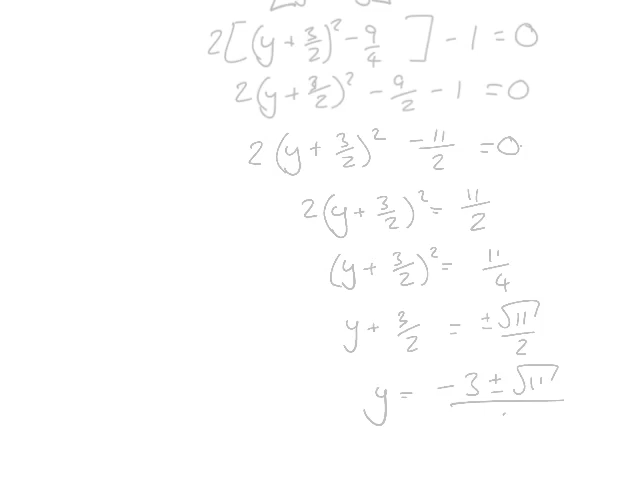 2[(y + 3/2)² - 9/4 ] - 1 = 0
2(y + 3/2)² - 9/2 - 1 = 0
2(y + 3/2)² - 11/2 = 0
2(y + 3/2)² = 11/2
(y + 3/2)² = 11/4
y + 3/2 = ±√11/2
y = -3 ± √11/